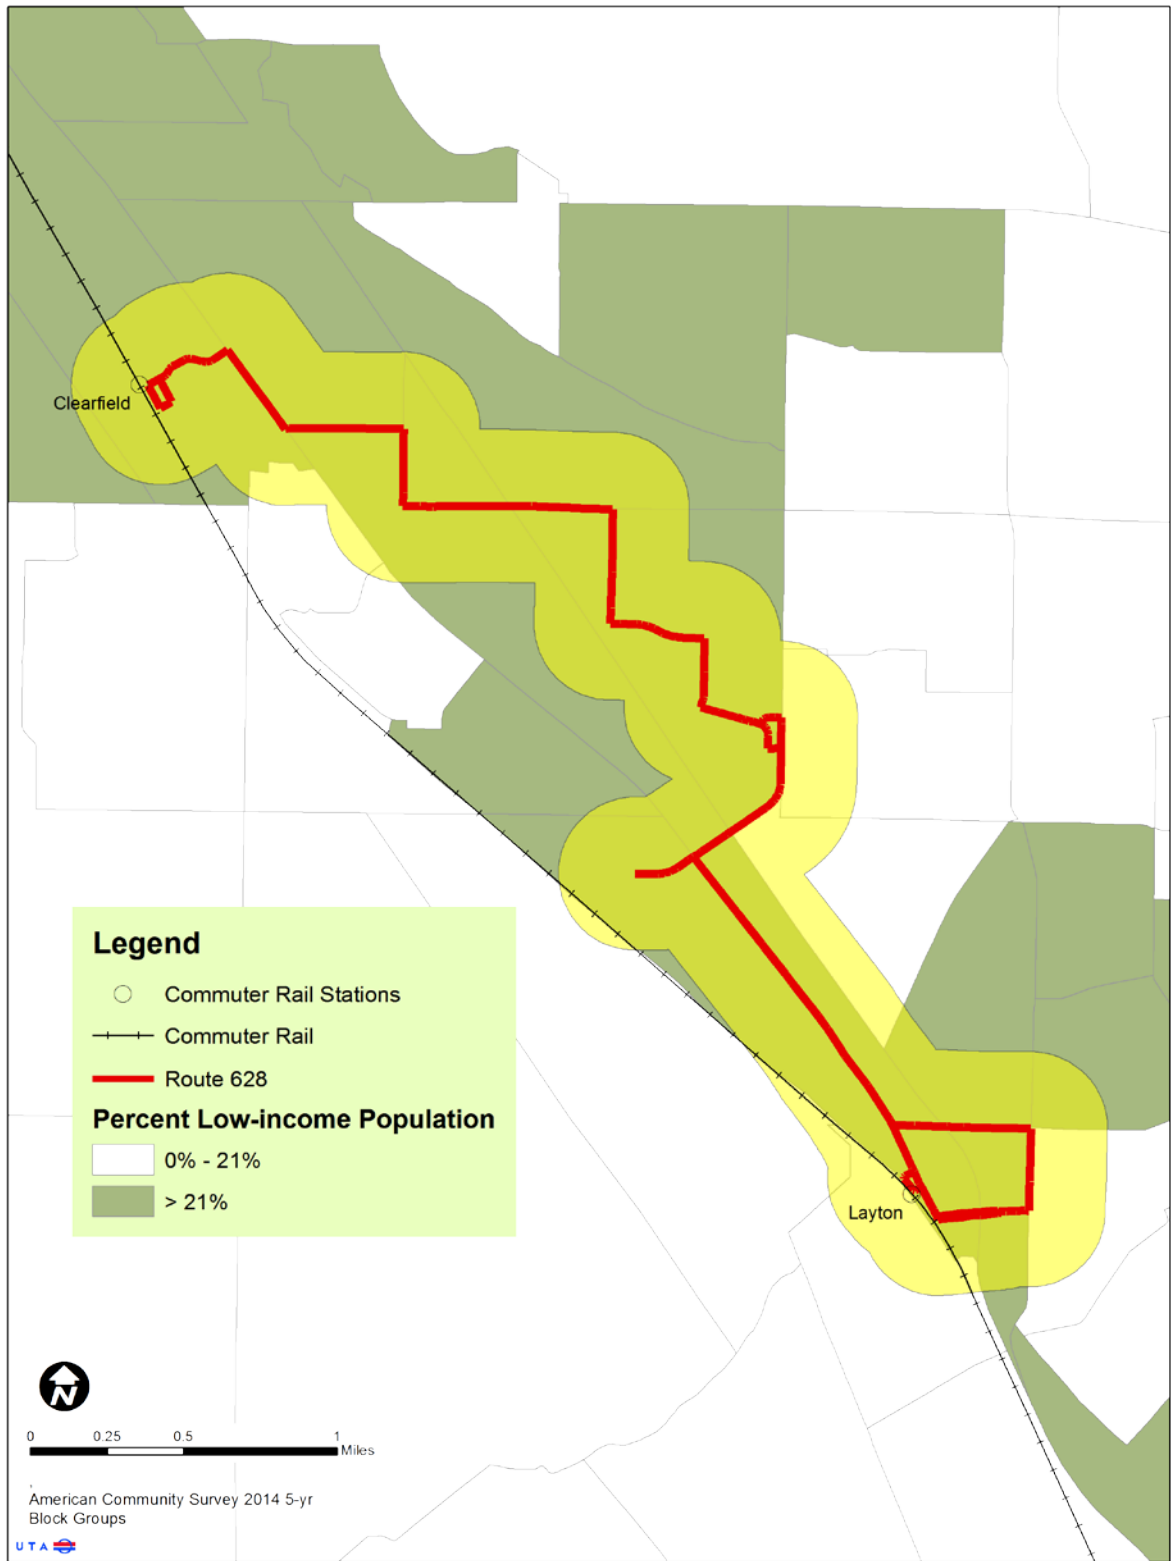 Clearfield
Legend
Commuter Rail Stations
Commuter Rail
Route 628
Percent Low-income Population
0% - 21%
> 21%
Layton
N
0 0.25 0.5 1
Miles
American Community Survey 2014 5-yr
Block Groups
UTA